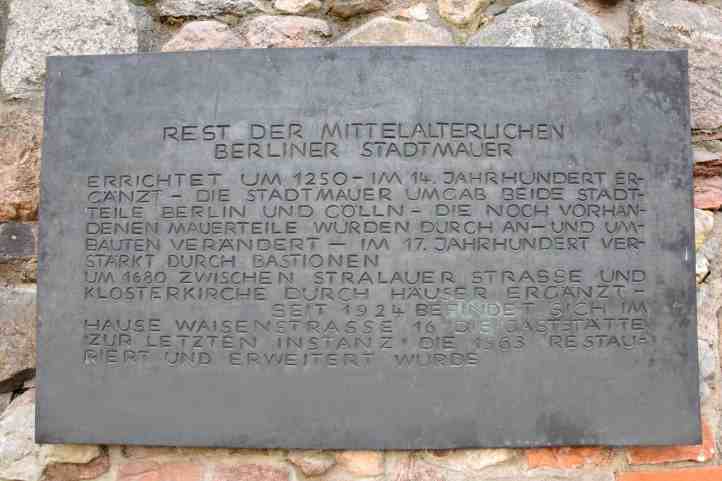 REST DER MITTELALTERLICHEN
BERLINER STADTMAUER
ERRICHTET UM 1250 – IM 14. JAHRHUNDERT ER-
GÄNZT – DIE STADTMAUER UMGAB BEIDE STADT-
TEILE BERLIN UND CÖLLN – DIE NOCH VORHAN-
DENEN MAUERTEILE WURDEN DURCH AN – UND UM-
BAUTEN VERÄNDERT – IM 17. JAHRHUNDERT VER-
STÄRKT DURCH BASTIONEN
UM 1680 ZWISCHEN STRALAUER STRASSE UND
KLOSTERKIRCHE DURCH HÄUSER ERGÄNZT –
SEIT 1924 BEFINDET SICH IM
HAUSE WAISENSTRASSE 16 DIE GASTSTÄTTE
"ZUR LETZTEN INSTANZ" DIE 1963 RESTAU-
RIERT UND ERWEITERT WURDE